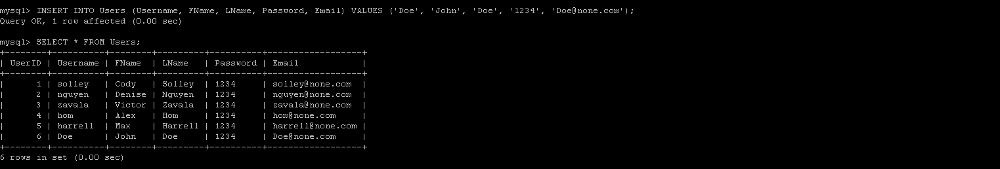 mysql> INSERT INTO Users (Username, FName, LName, Password, Email) VALUES ('Doe', 'John', 'Doe', '1234', 'Doe@none.com');
Query OK, 1 row affected (0.00 sec)

mysql> SELECT * FROM Users;
+--------+----------+--------+---------+----------+------------------+
| UserID | Username | FName  | LName   | Password | Email            |
+--------+----------+--------+---------+----------+------------------+
|      1 | solley   | Cody   | Solley  | 1234     | solley@none.com  |
|      2 | nguyen   | Denise | Nguyen  | 1234     | nguyen@none.com  |
|      3 | zavala   | Victor | Zavala  | 1234     | zavala@none.com  |
|      4 | hom      | Alex   | Hom     | 1234     | hom@none.com     |
|      5 | harrell  | Max    | Harrell | 1234     | harrell@none.com |
|      6 | Doe      | John   | Doe     | 1234     | Doe@none.com     |
+--------+----------+--------+---------+----------+------------------+
6 rows in set (0.00 sec)